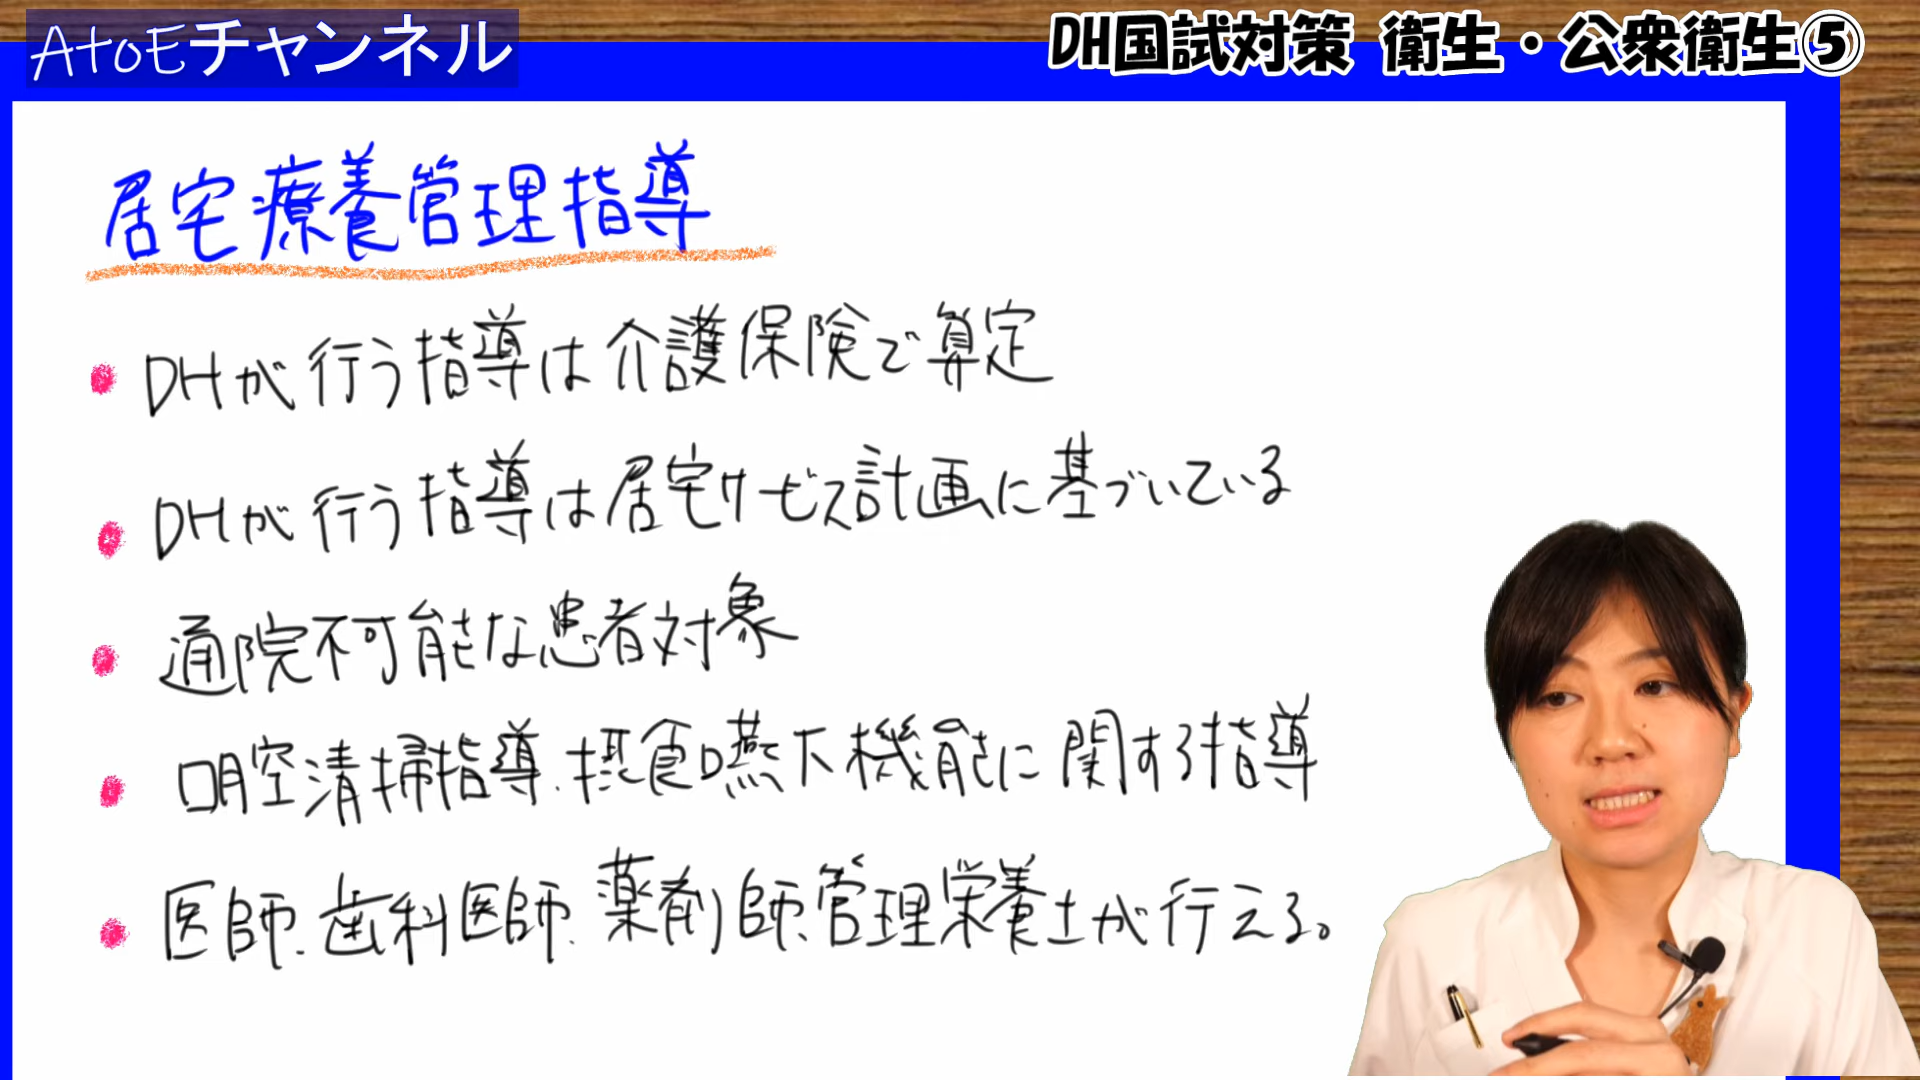 AtoEチャンネル
DH国試対策 衛生・公衆衛生⑤
居宅療養管理指導
DHが行う指導は介護保険で算定
DHが行う指導は居宅サービス計画に基づいている
通院不可能な患者対象
口腔清掃指導、摂食嚥下機能に関する指導
医師、歯科医師、薬剤師、管理栄養士が行える。